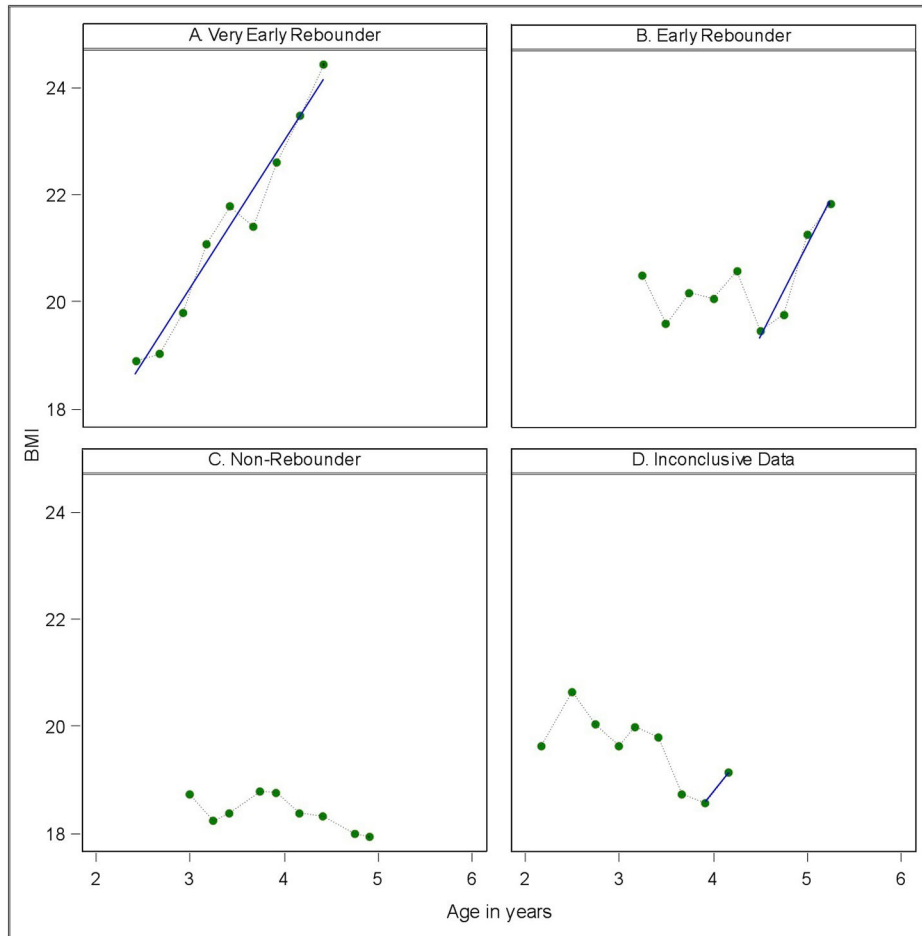 A. Very Early Rebounder
B. Early Rebounder
24
22
20
18
BMI
C. Non-Rebounder
D. Inconclusive Data
24
22
20
18
2 3 4 5 6 2 3 4 5 6
Age in years